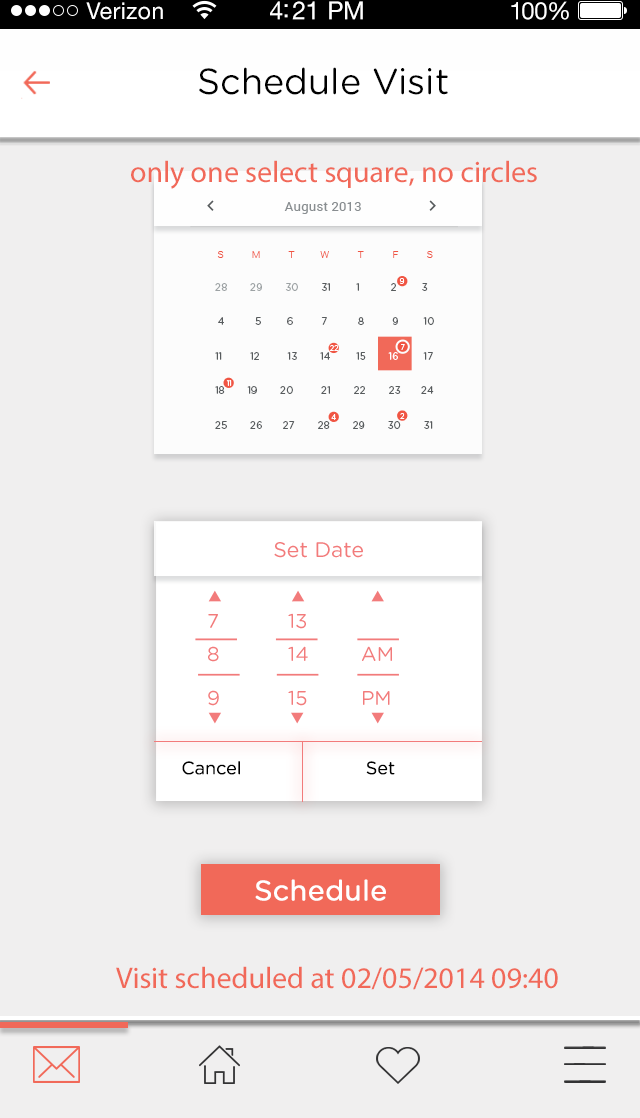 Verizon 4:21 PM 100%
Schedule Visit
only one select square, no circles
August 2013
S M T W T F S
28 29 30 31 1 2 9 3
4 5 6 7 8 9 10
11 12 13 14 22 15 16 7 17
18 11 19 20 21 22 23 24
25 26 27 28 4 29 30 2 31
Set Date
7 13
8 14 AM
9 15 PM
Cancel Set
Schedule
Visit scheduled at 02/05/2014 09:40